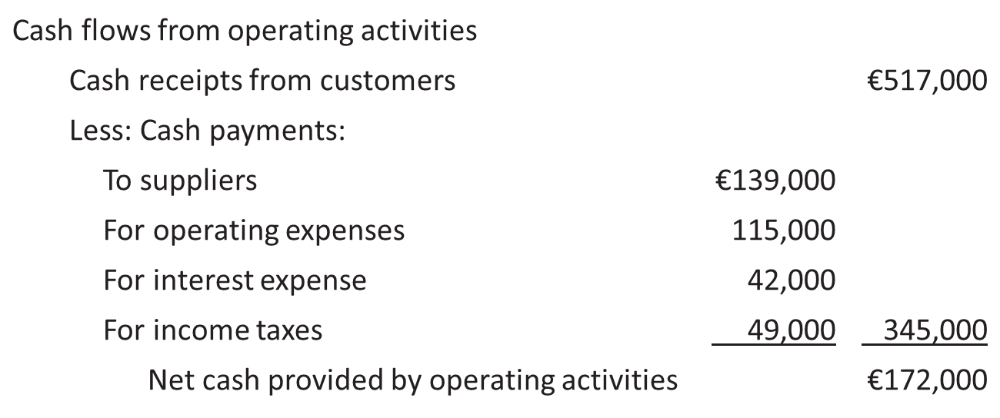 Cash flows from operating activities
Cash receipts from customers €517,000
Less: Cash payments:
To suppliers €139,000
For operating expenses 115,000
For interest expense 42,000
For income taxes 49,000 345,000
Net cash provided by operating activities €172,000